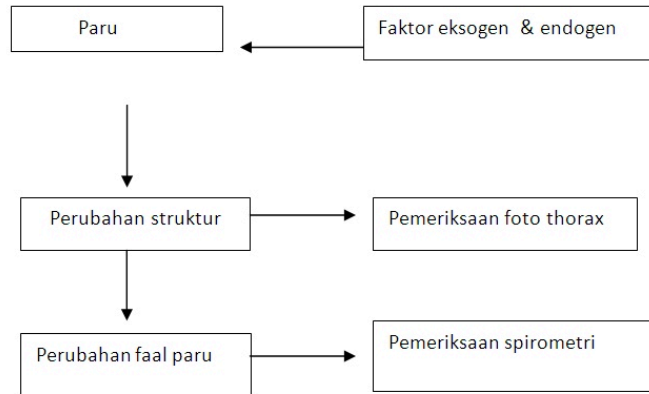 Paru
Faktor eksogen & endogen
Perubahan struktur
Pemeriksaan foto thorax
Perubahan faal paru
Pemeriksaan spirometri